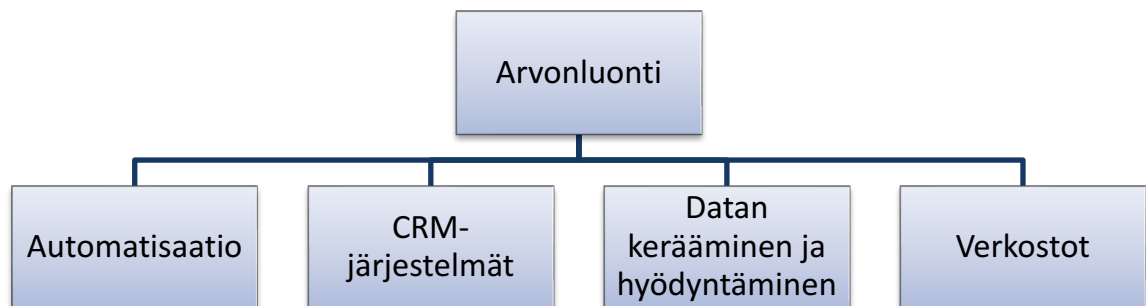 Arvonluonti
Automatisaatio
CRM-
järjestelmät
Datan
kerääminen ja
hyödyntäminen
Verkostot